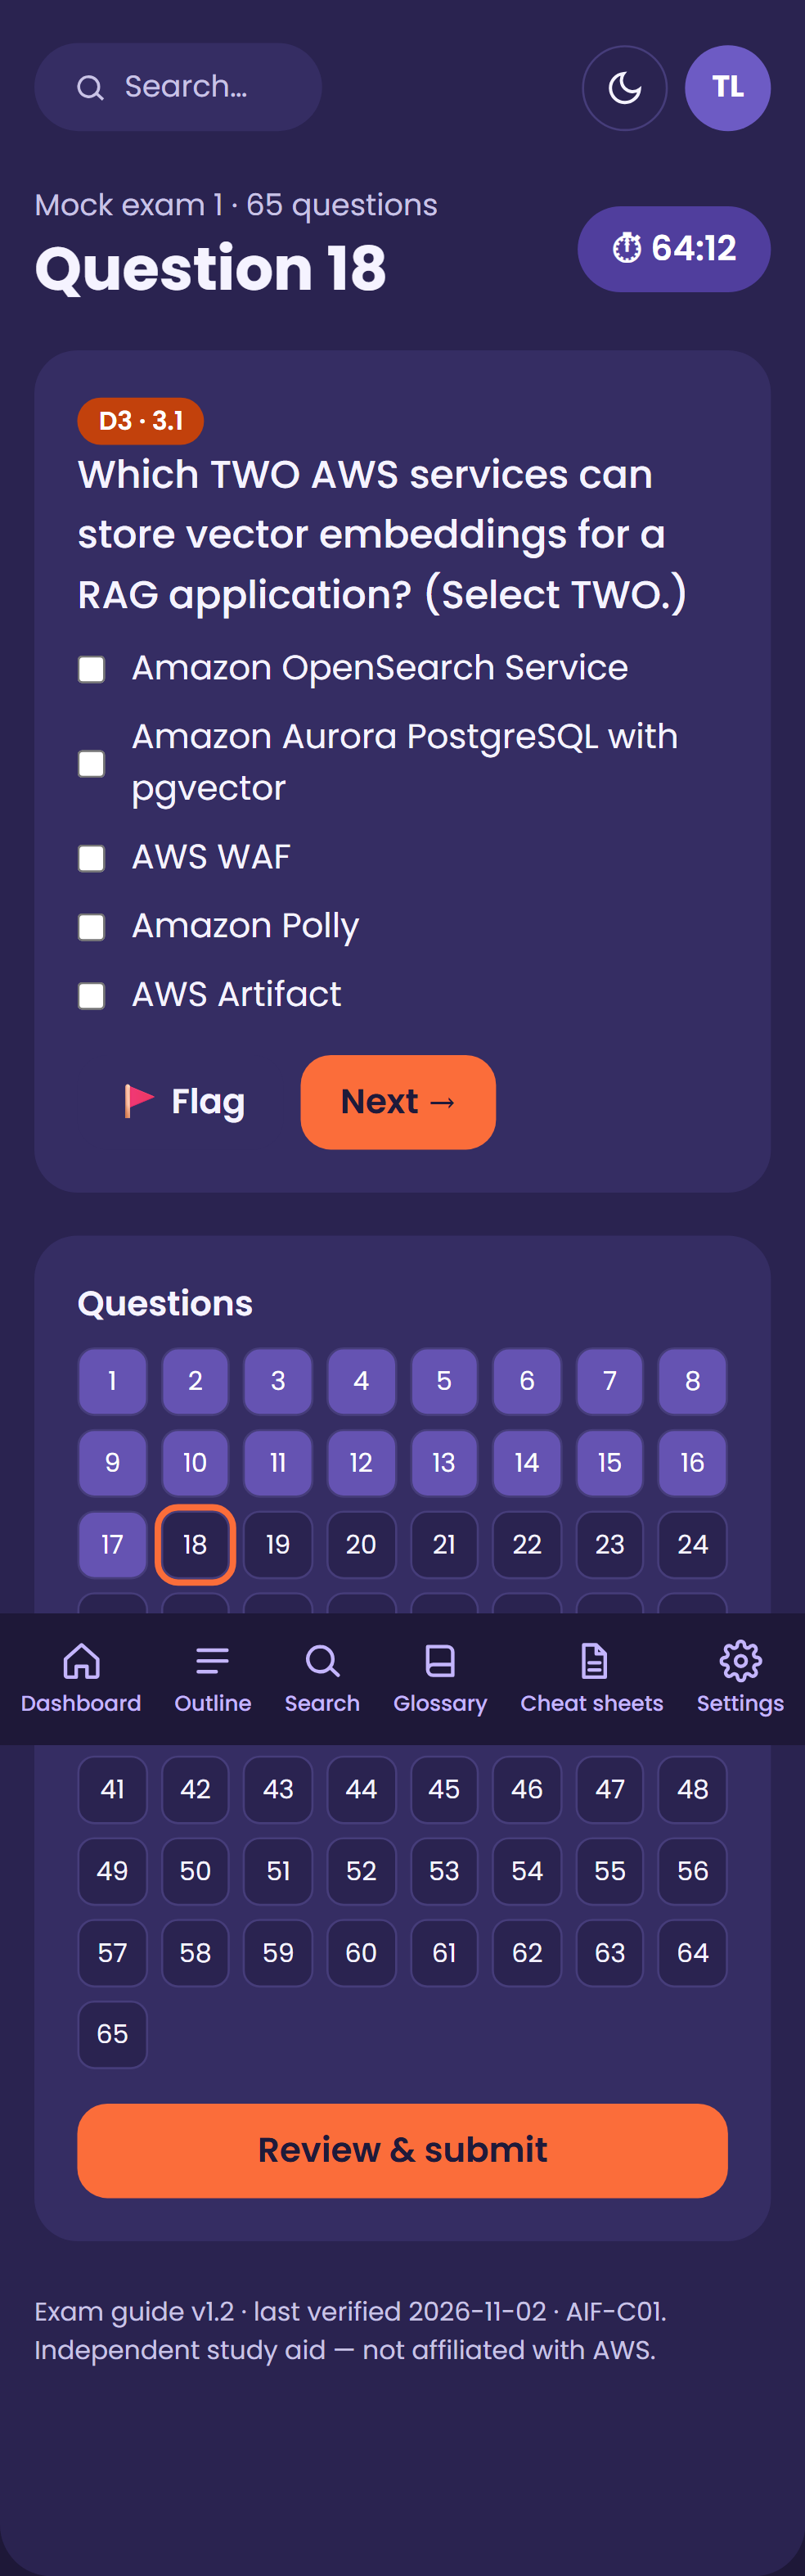 Search...
TL
Mock exam 1 · 65 questions
Question 18
⏱ 64:12
D3 · 3.1
Which TWO AWS services can
store vector embeddings for a
RAG application? (Select TWO.)
Amazon OpenSearch Service
Amazon Aurora PostgreSQL with
pgvector
AWS WAF
Amazon Polly
AWS Artifact
🚩 Flag
Next →
Questions
1 2 3 4 5 6 7 8
9 10 11 12 13 14 15 16
17 18 19 20 21 22 23 24
Dashboard Outline Search Glossary Cheat sheets Settings
41 42 43 44 45 46 47 48
49 50 51 52 53 54 55 56
57 58 59 60 61 62 63 64
65
Review & submit
Exam guide v1.2 · last verified 2026-11-02 · AIF-C01.
Independent study aid — not affiliated with AWS.